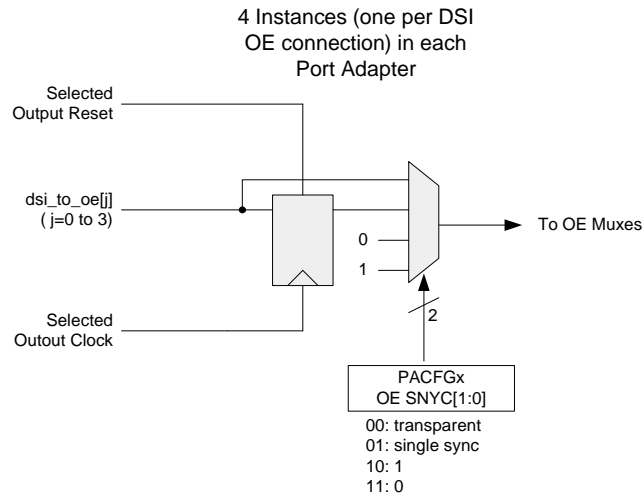 4 Instances (one per DSI
OE connection) in each
Port Adapter
Selected
Output Reset
dsi_to_oe[j]
( j=0 to 3)
0
1
To OE Muxes
2
Selected
Outout Clock
PACFGx
OE SNYC[1:0]
00: transparent
01: single sync
10: 1
11: 0